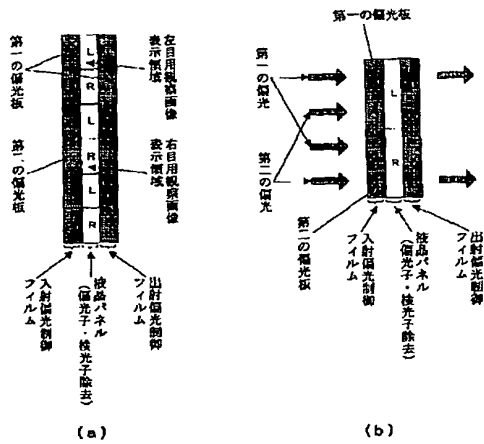 第一の偏光板
第二の偏光板
L
R
L
R
L
R
左目用観察画像
表示領域
右目用観察画像
表示領域
入射偏光制御
フィルム
液晶パネル
(偏光子・検光子除去)
出射偏光制御
フィルム
(a)
第一の偏光板
第一の偏光
第二の偏光
L
R
第二の偏光板
入射偏光制御
フィルム
液晶パネル
(偏光子・検光子除去)
出射偏光制御
フィルム
(b)